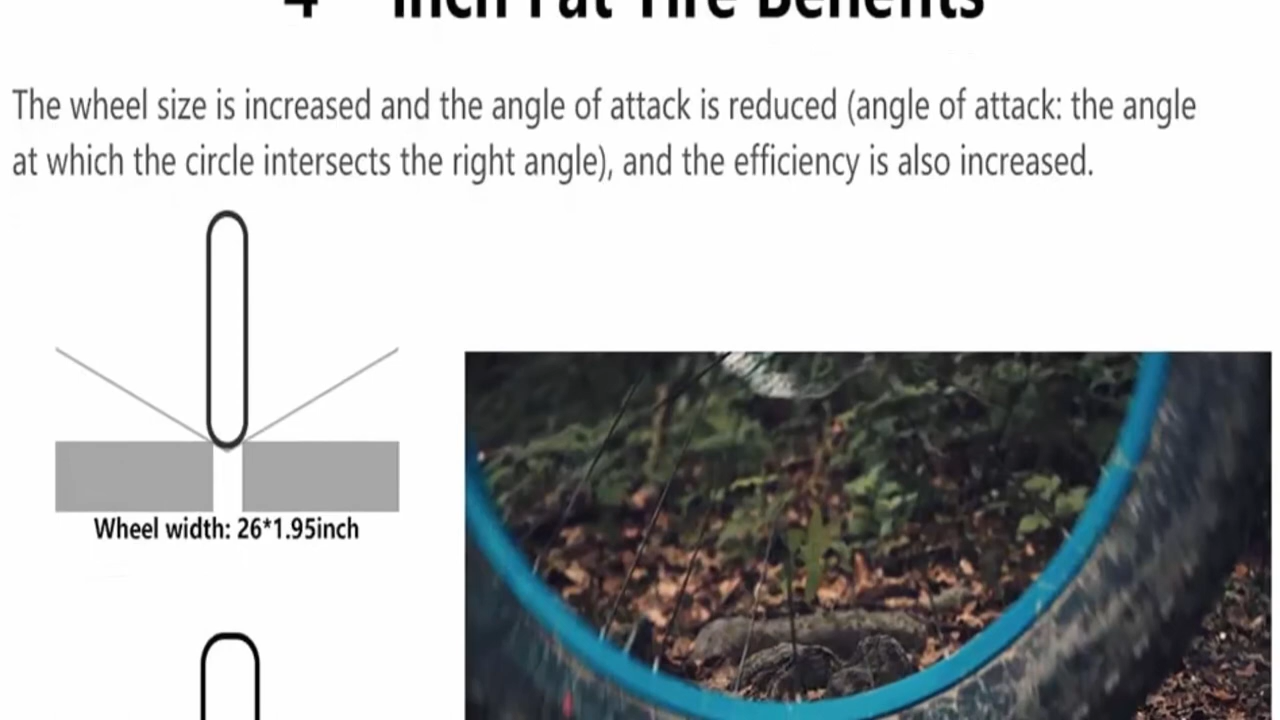 4 inch Fat Tire Benefits
The wheel size is increased and the angle of attack is reduced (angle of attack: the angle
at which the circle intersects the right angle), and the efficiency is also increased.
Wheel width: 26*1.95inch